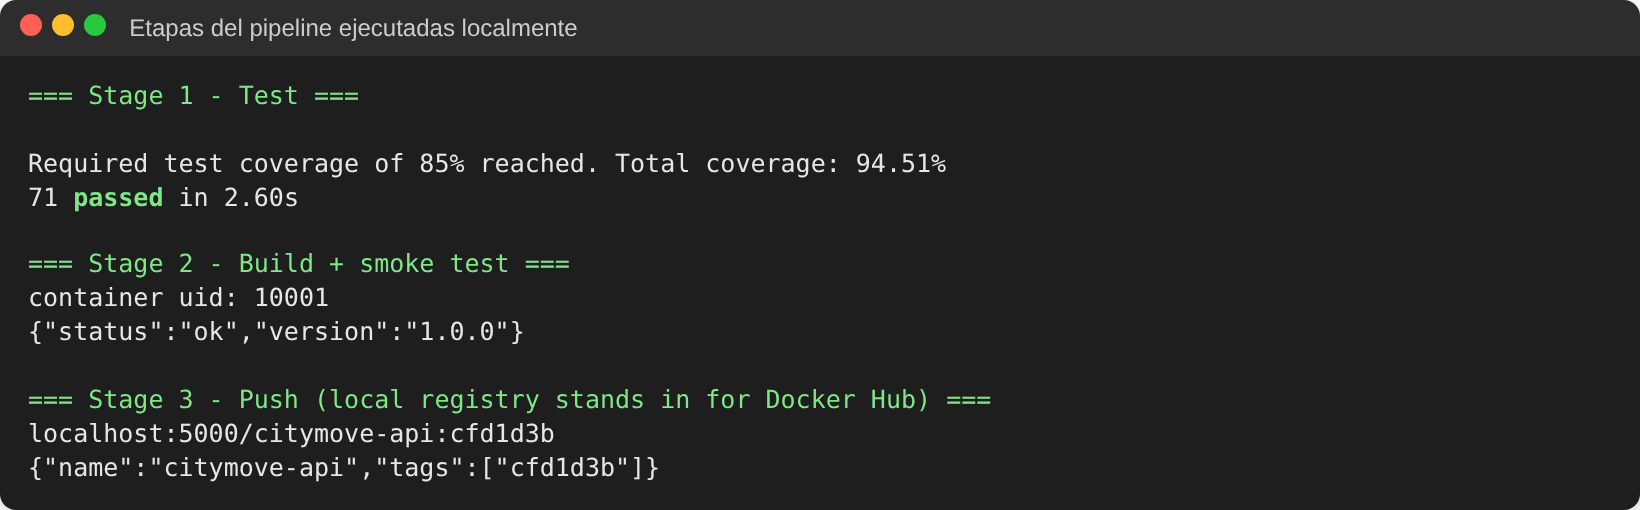 Etapas del pipeline ejecutadas localmente
=== Stage 1 - Test ===
Required test coverage of 85% reached. Total coverage: 94.51%
71 passed in 2.60s
=== Stage 2 - Build + smoke test ===
container uid: 10001
{"status":"ok","version":"1.0.0"}
=== Stage 3 - Push (local registry stands in for Docker Hub) ===
localhost:5000/citymove-api:cfd1d3b
{"name":"citymove-api","tags":["cfd1d3b"]}